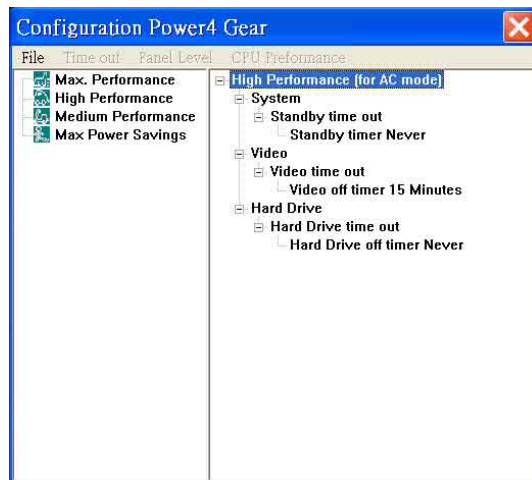 Configuration Power4 Gear
File Time out Panel Level CPU Preformance
Max. Performance
High Performance
Medium Performance
Max Power Savings
High Performance (for AC mode)
System
Standby time out
Standby timer Never
Video
Video time out
Video off timer 15 Minutes
Hard Drive
Hard Drive time out
Hard Drive off timer Never